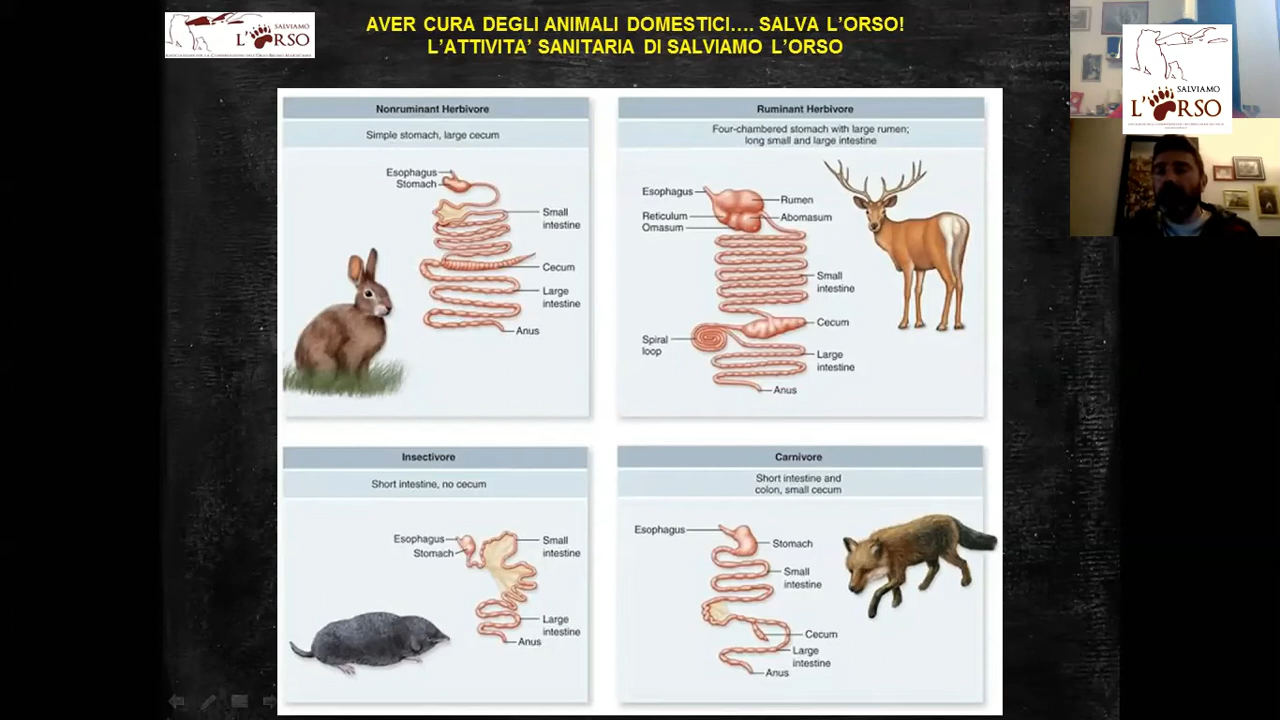 AVER CURA DEGLI ANIMALI DOMESTICI.... SALVA L'ORSO!
L'ATTIVITA' SANITARIA DI SALVIAMO L'ORSO
SALVIAMO
L'ORSO
SALVIAMO
L'ORSO
Nonruminant Herbivore
Simple stomach, large cecum
Esophagus
Stomach
Small
intestine
Cecum
Large
intestine
Anus
Ruminant Herbivore
Four-chambered stomach with large rumen;
long small and large intestine
Esophagus
Rumen
Reticulum
Abomasum
Omasum
Small
intestine
Cecum
Spiral
loop
Large
intestine
Anus
Insectivore
Short intestine, no cecum
Esophagus
Small
intestine
Stomach
Large
intestine
Anus
Carnivore
Short intestine and
colon, small cecum
Esophagus
Stomach
Small
intestine
Cecum
Large
intestine
Anus